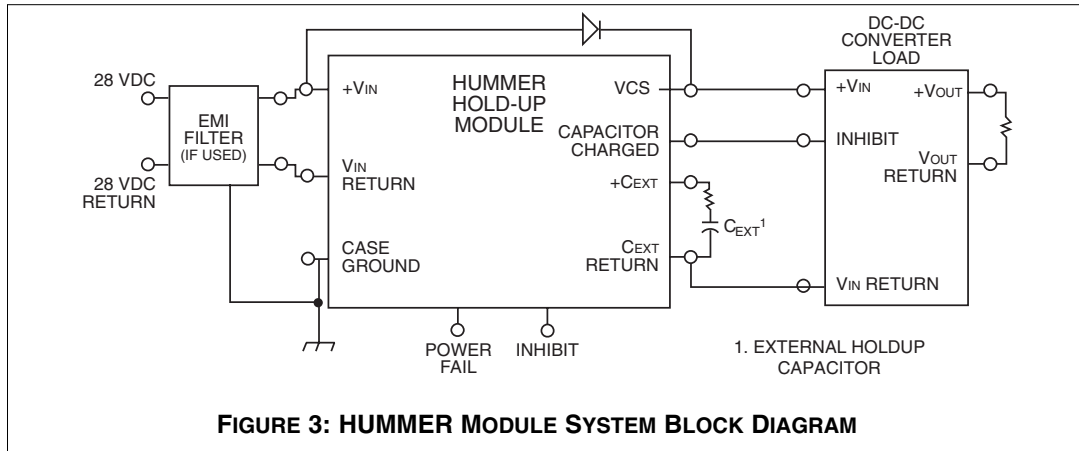 28 VDC
28 VDC
RETURN
EMI
FILTER
(IF USED)
HUMMER
HOLD-UP
MODULE
+VIN
VIN
RETURN
CASE
GROUND
VCS
CAPACITOR
CHARGED
+CEXT
CEXT
RETURN
CEXT1
POWER
FAIL
INHIBIT
DC-DC
CONVERTER
LOAD
+VIN
INHIBIT
VIN RETURN
+VOUT
VOUT
RETURN
1. EXTERNAL HOLDUP
CAPACITOR
FIGURE 3: HUMMER MODULE SYSTEM BLOCK DIAGRAM